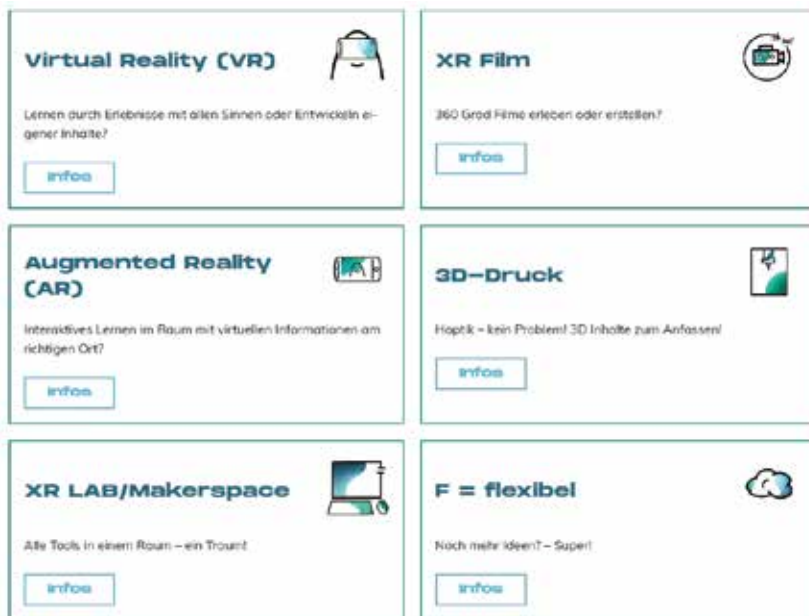 Virtual Reality (VR)
Lernen durch Erlebnisse mit allen Sinnen oder Entwickeln ei-
gener Inhalte?
Infos
XR Film
360 Grad Filme erleben oder erstellen?
Infos
Augmented Reality
(AR)
Interaktives Lernen im Raum mit virtuellen Informationen am
richtigen Ort?
Infos
3D-Druck
Haptik – kein Problem! 3D Inhalte zum Anfassen!
Infos
XR LAB/Makerspace
Alle Tools in einem Raum – ein Traum!
Infos
F = flexibel
Noch mehr Ideen? – Super!
Infos